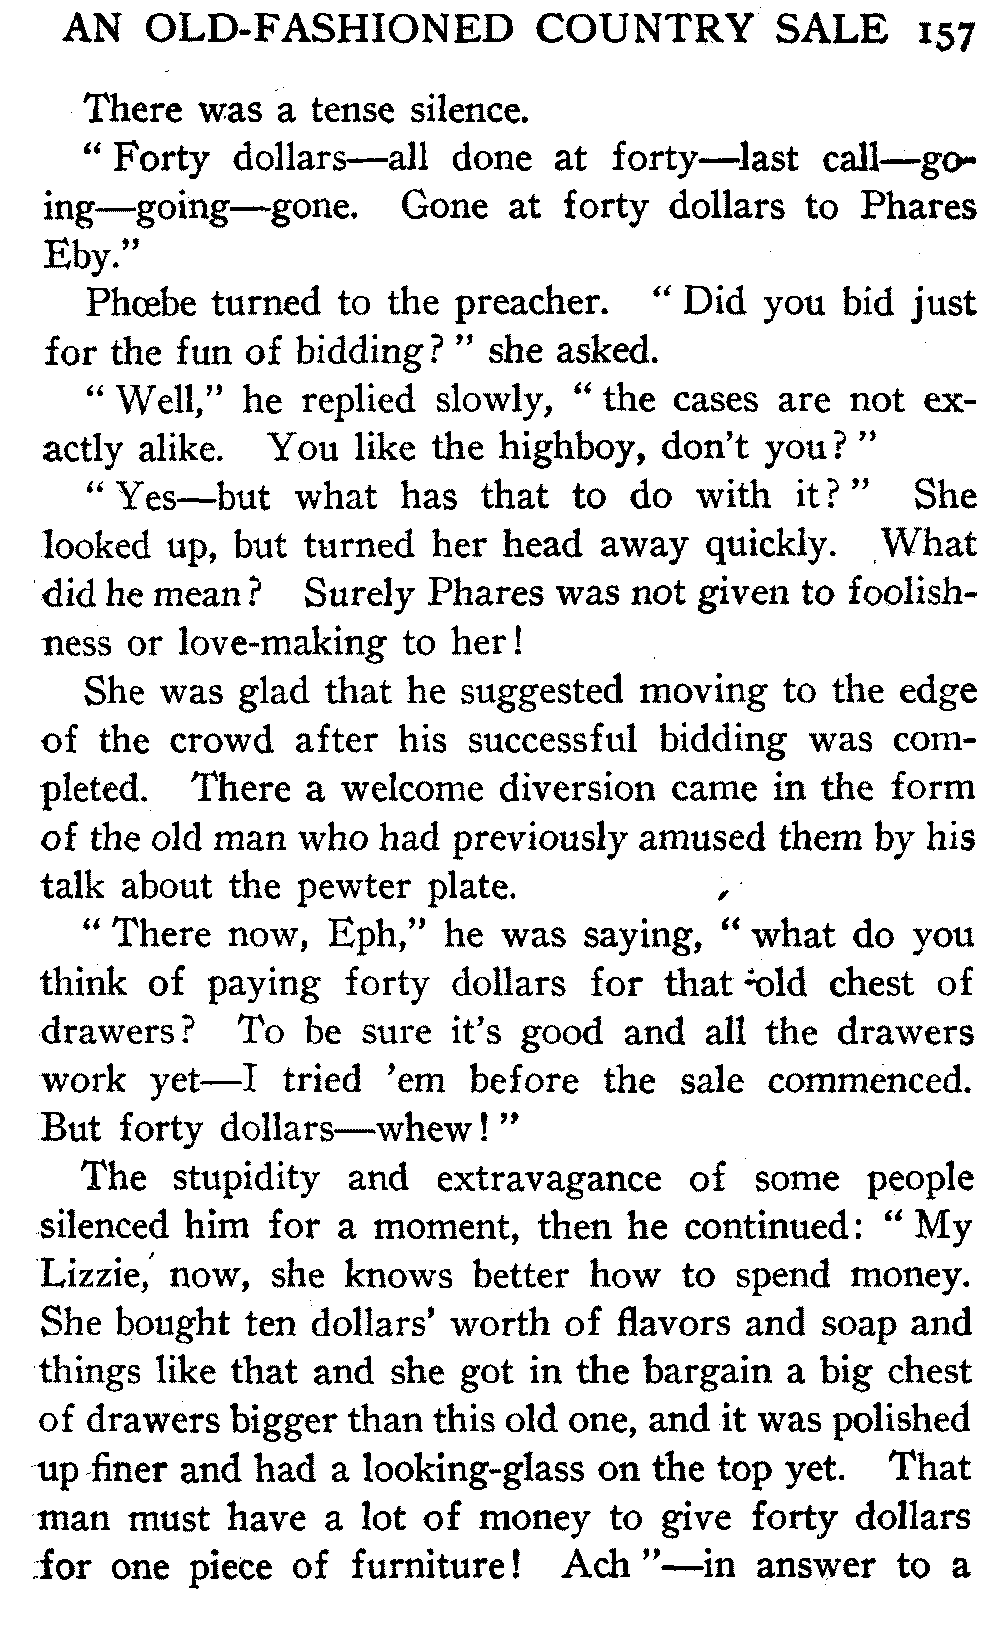 AN OLD-FASHIONED COUNTRY SALE 157
There was a tense silence.
“ Forty dollars—all done at forty—last call—go-
ing—going—gone. Gone at forty dollars to Phares
Eby.”
Phœbe turned to the preacher. “ Did you bid just
for the fun of bidding? ” she asked.
“ Well,” he replied slowly, “ the cases are not ex-
actly alike. You like the highboy, don't you? ”
“ Yes—but what has that to do with it? ” She
looked up, but turned her head away quickly. What
did he mean? Surely Phares was not given to foolish-
ness or love-making to her!
She was glad that he suggested moving to the edge
of the crowd after his successful bidding was com-
pleted. There a welcome diversion came in the form
of the old man who had previously amused them by his
talk about the pewter plate.
“ There now, Eph,” he was saying, “ what do you
think of paying forty dollars for that old chest of
drawers? To be sure it's good and all the drawers
work yet—I tried 'em before the sale commenced.
But forty dollars—whew! ”
The stupidity and extravagance of some people
silenced him for a moment, then he continued: “ My
Lizzie, now, she knows better how to spend money.
She bought ten dollars' worth of flavors and soap and
things like that and she got in the bargain a big chest
of drawers bigger than this old one, and it was polished
up finer and had a looking-glass on the top yet. That
man must have a lot of money to give forty dollars
for one piece of furniture! Ach ”—in answer to a